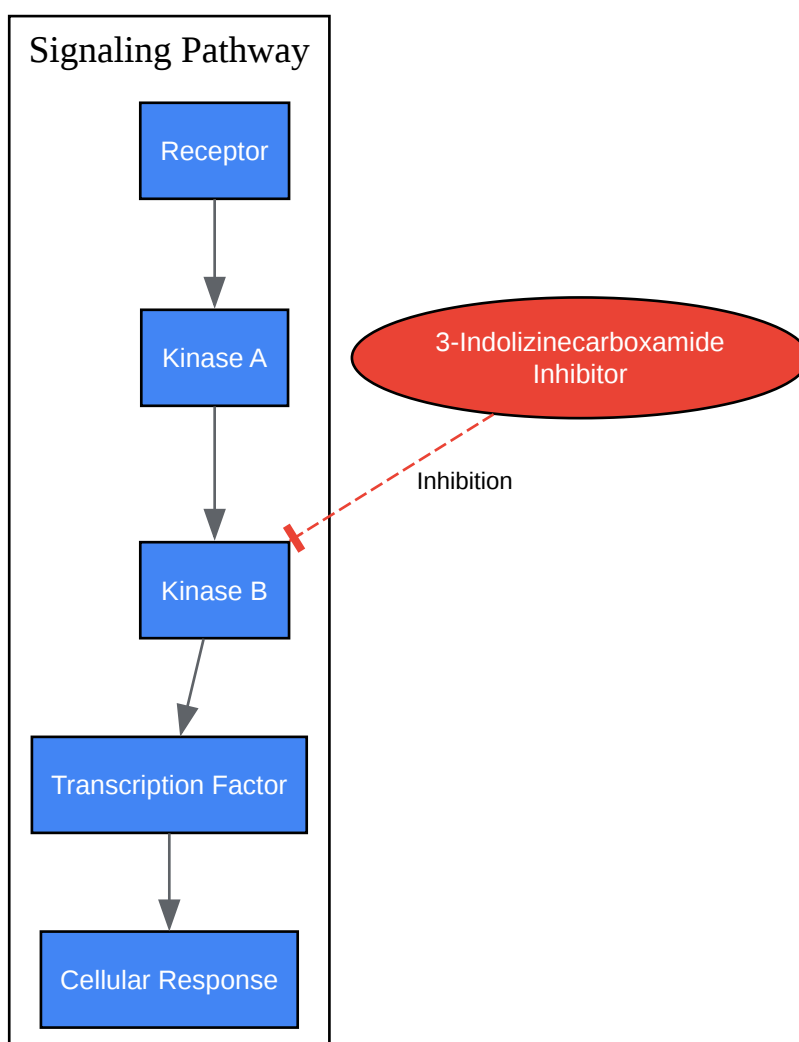 Signaling Pathway
Receptor
Kinase A
3-Indolizinecarboxamide
Inhibitor
Inhibition
Kinase B
Transcription Factor
Cellular Response